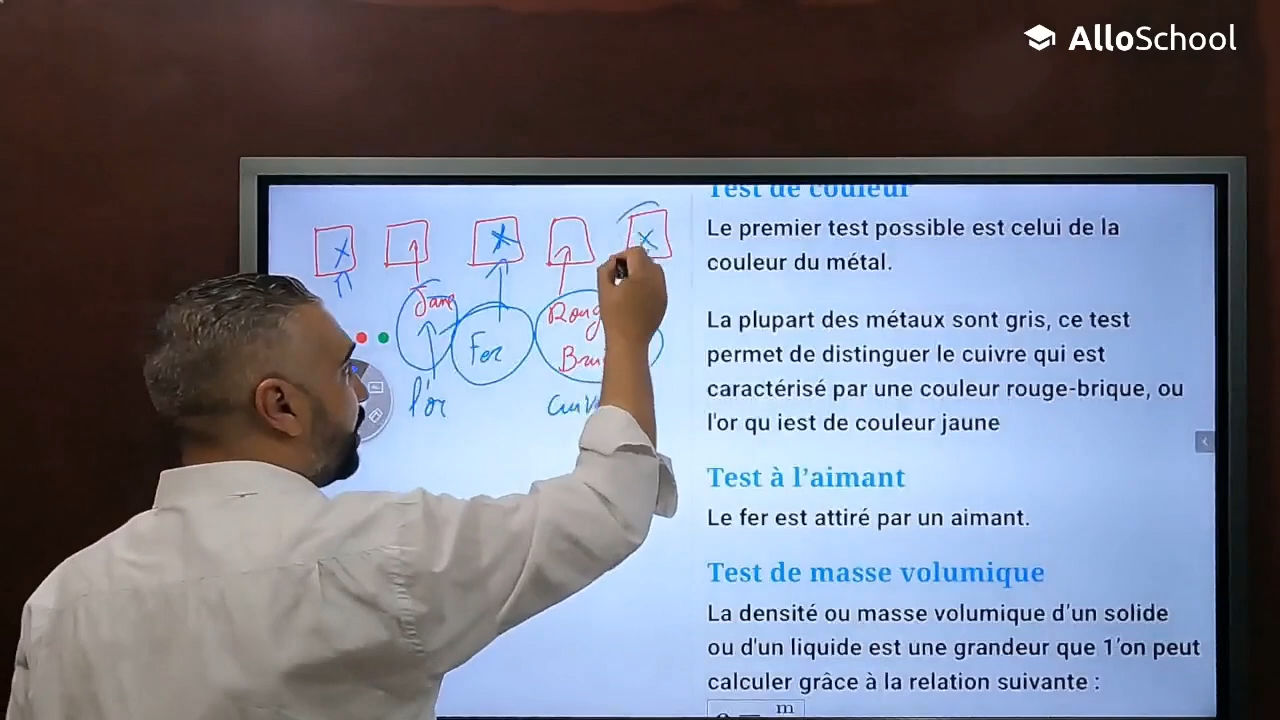 AlloSchool
Test de couleur
Le premier test possible est celui de la
couleur du métal.
La plupart des métaux sont gris, ce test
permet de distinguer le cuivre qui est
caractérisé par une couleur rouge-brique, ou
l'or qu iest de couleur jaune
Test à l’aimant
Le fer est attiré par un aimant.
Test de masse volumique
La densité ou masse volumique d'un solide
ou d'un liquide est une grandeur que 1'on peut
calculer grâce à la relation suivante :
m
X X X
Fer
l'or